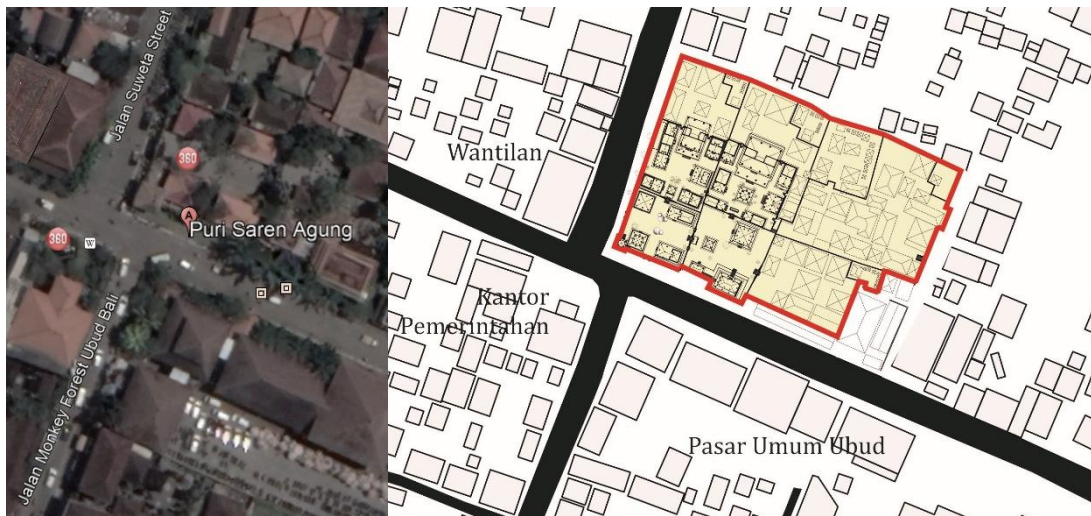 Jalan Suweta Street
360
A
Puri Saren Agung
360
W
Jalan Monkey Forest Ubud Bali
Wantilan
Kantor
Pemerintahan
Pasar Umum Ubud